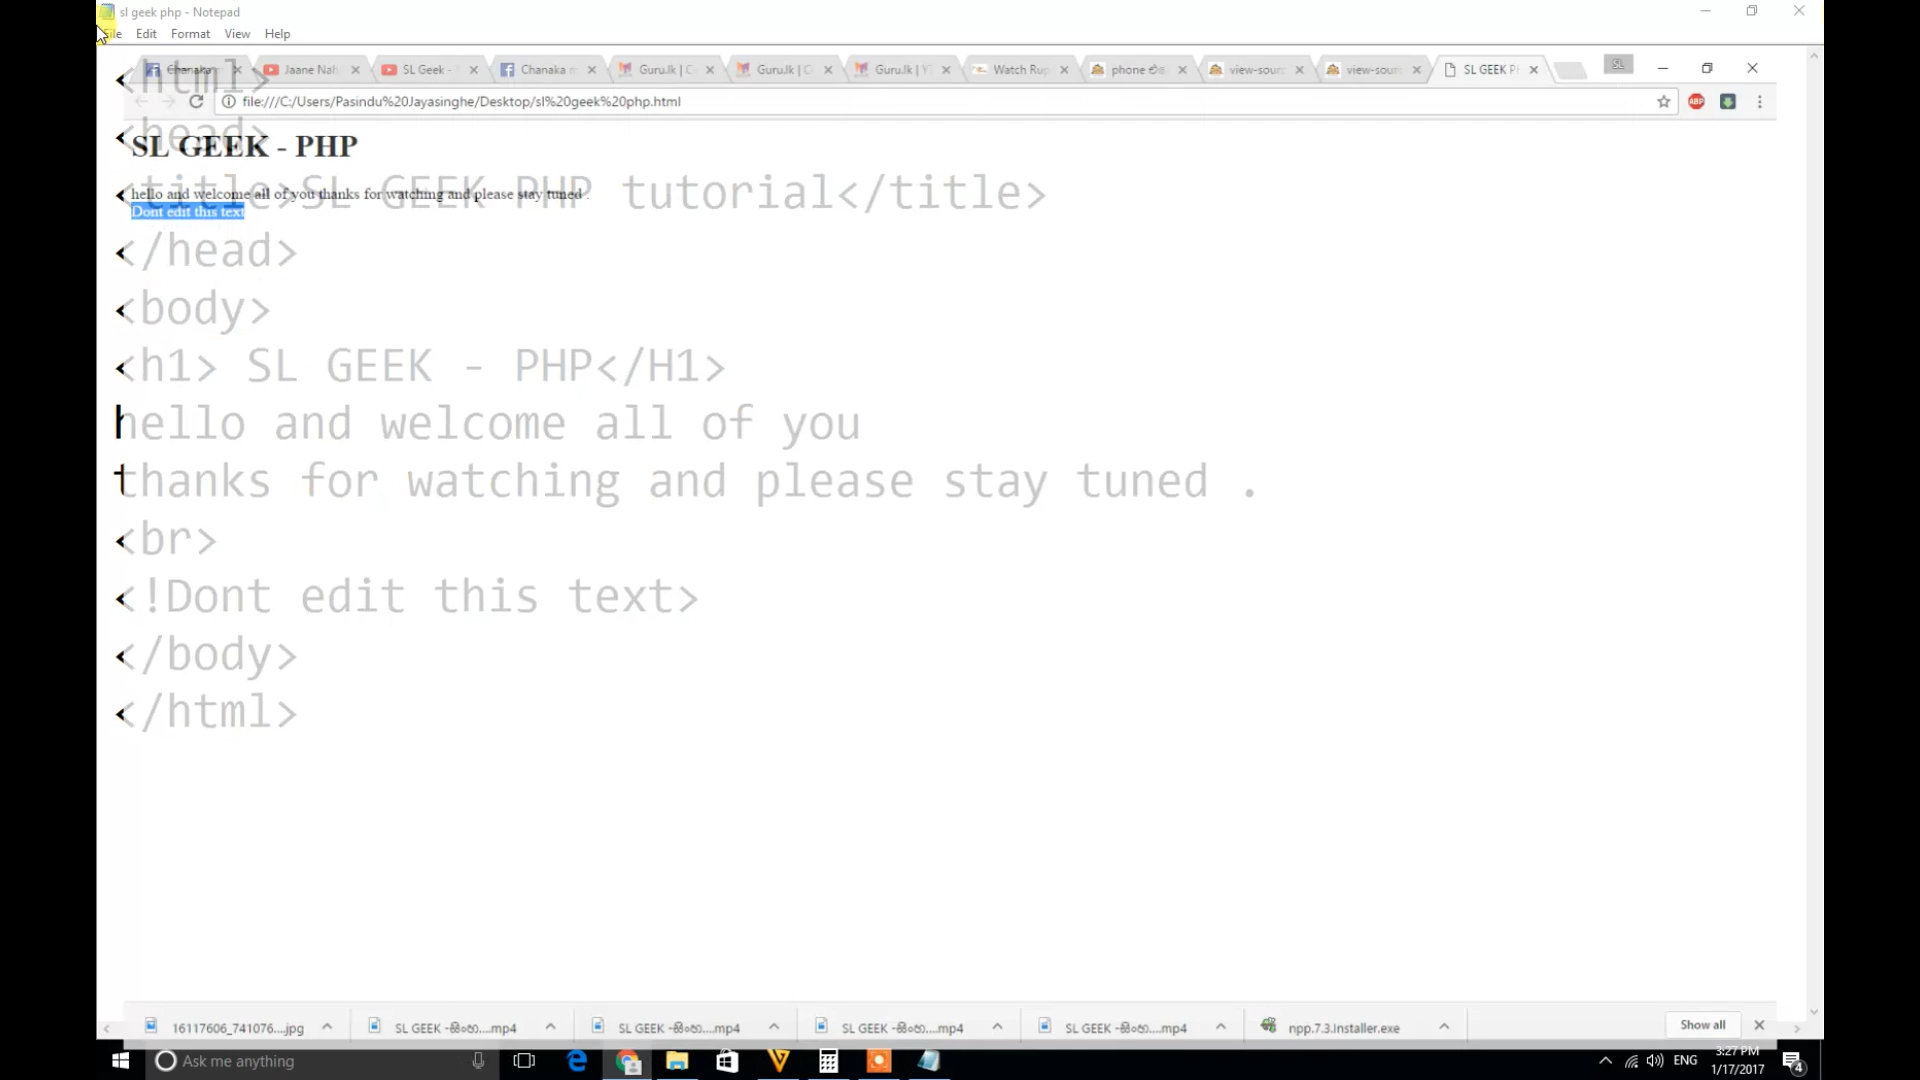 sl geek php - Notepad
File Edit Format View Help
<html>
Chanaka Jaane Nah SL Geek - Chanaka m Guru.lk | C Guru.lk | C Guru.lk | Y Watch Rup phone view-sour view-sour SL GEEK PH SL
file:///C:/Users/Pasindu%20Jayasinghe/Desktop/sl%20geek%20php.html ABP
<head>
SL GEEK - PHP
<title>SL GEEK PHP tutorial</title>
hello and welcome all of you thanks for watching and please stay tuned .
Dont edit this text
</head>
<body>
<h1> SL GEEK - PHP</H1>
hello and welcome all of you
thanks for watching and please stay tuned .
<br>
<!Dont edit this text>
</body>
</html>
16117606_741076....jpg SL GEEK -සිංහ....mp4 SL GEEK -සිංහ....mp4 SL GEEK -සිංහ....mp4 SL GEEK -සිංහ....mp4 npp.7.3.Installer.exe Show all
Ask me anything ENG 3:27 PM
1/17/2017 4